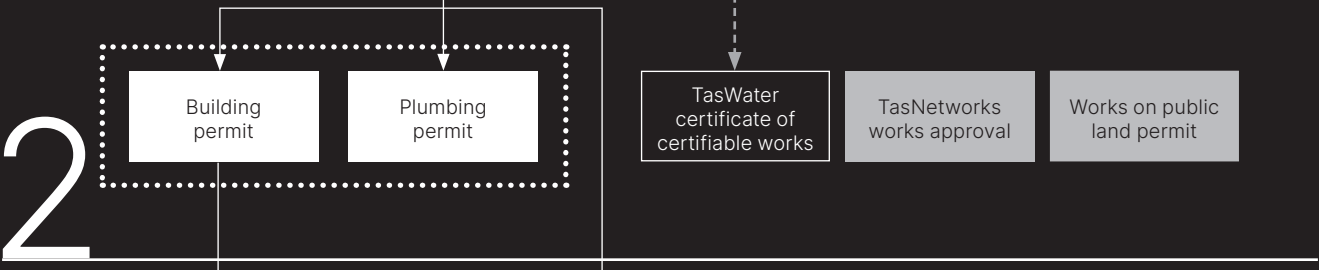 2
Building
permit
Plumbing
permit
TasWater
certificate of
certifiable works
TasNetworks
works approval
Works on public
land permit